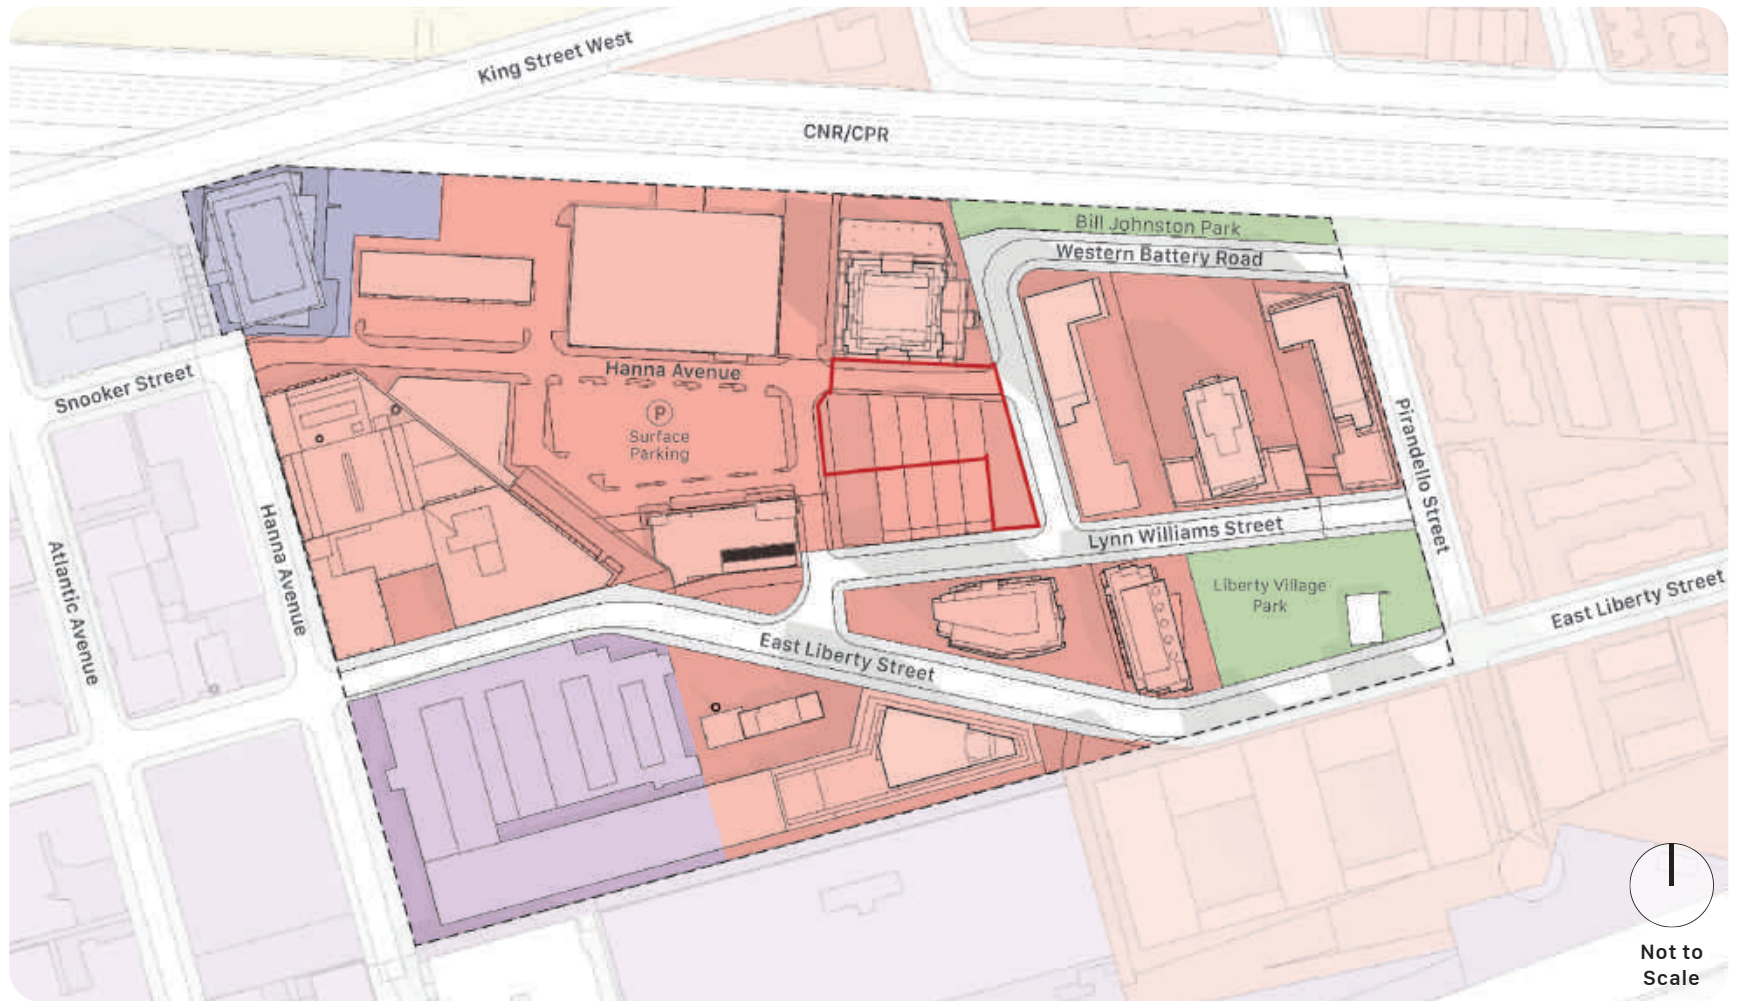 King Street West
CNR/CPR
Bill Johnston Park
Western Battery Road
Snooker Street
Hanna Avenue
P
Surface
Parking
Pirandello Street
Hanna Avenue
Atlantic Avenue
Lynn Williams Street
Liberty Village
Park
East Liberty Street
East Liberty Street
Not to
Scale